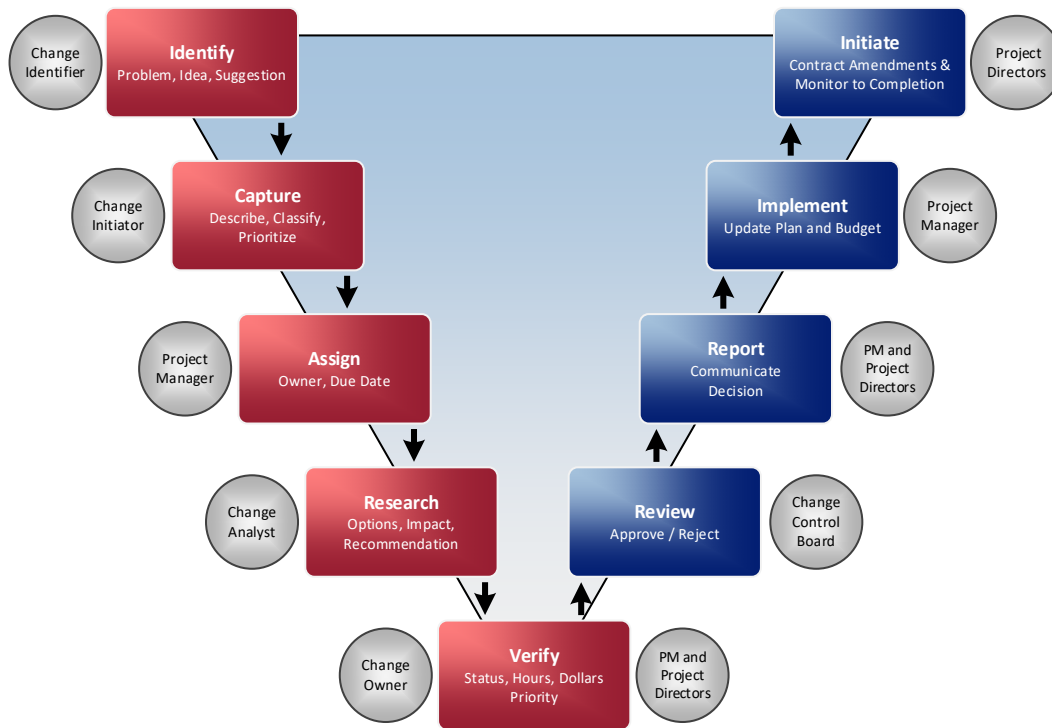 Change
Identifier
Identify
Problem, Idea, Suggestion
Initiate
Contract Amendments &
Monitor to Completion
Project
Directors
Change
Initiator
Capture
Describe, Classify,
Prioritize
Implement
Update Plan and Budget
Project
Manager
Project
Manager
Assign
Owner, Due Date
Report
Communicate
Decision
PM and
Project
Directors
Change
Analyst
Research
Options, Impact,
Recommendation
Review
Approve / Reject
Change
Control
Board
Change
Owner
Verify
Status, Hours, Dollars
Priority
PM and
Project
Directors